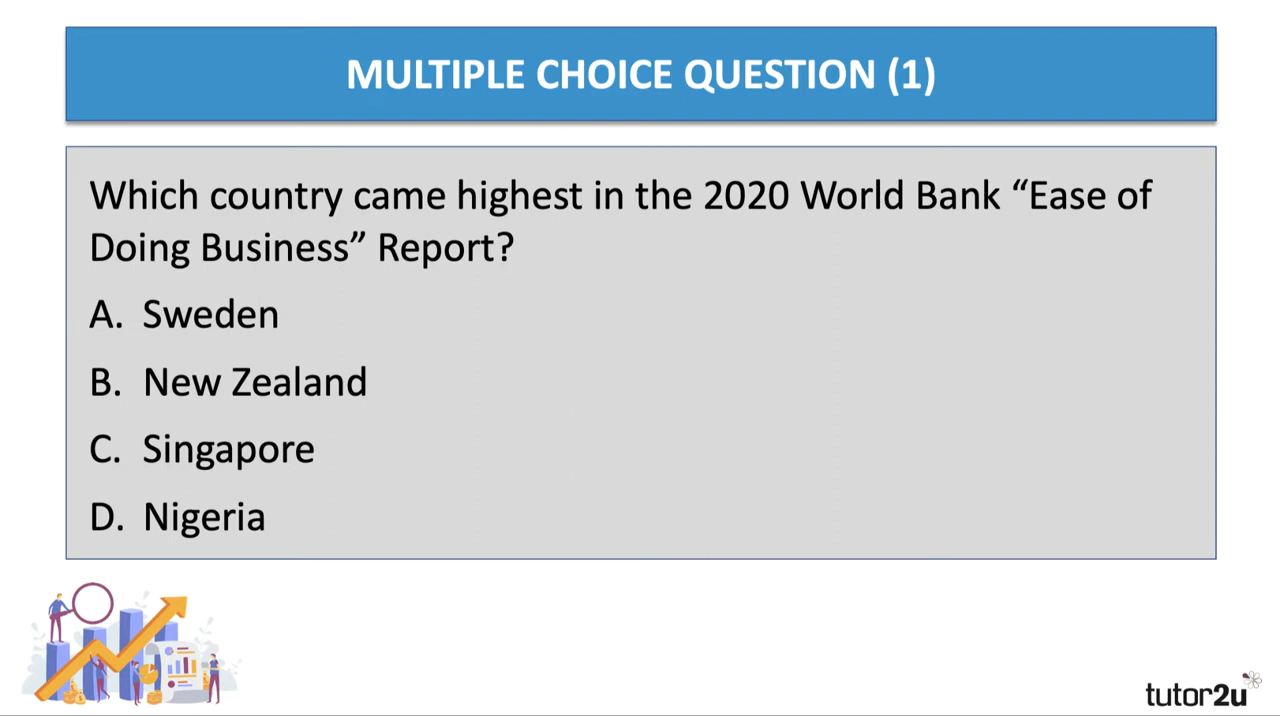 MULTIPLE CHOICE QUESTION (1)
Which country came highest in the 2020 World Bank “Ease of
Doing Business” Report?
A. Sweden
B. New Zealand
C. Singapore
D. Nigeria
tutor2u